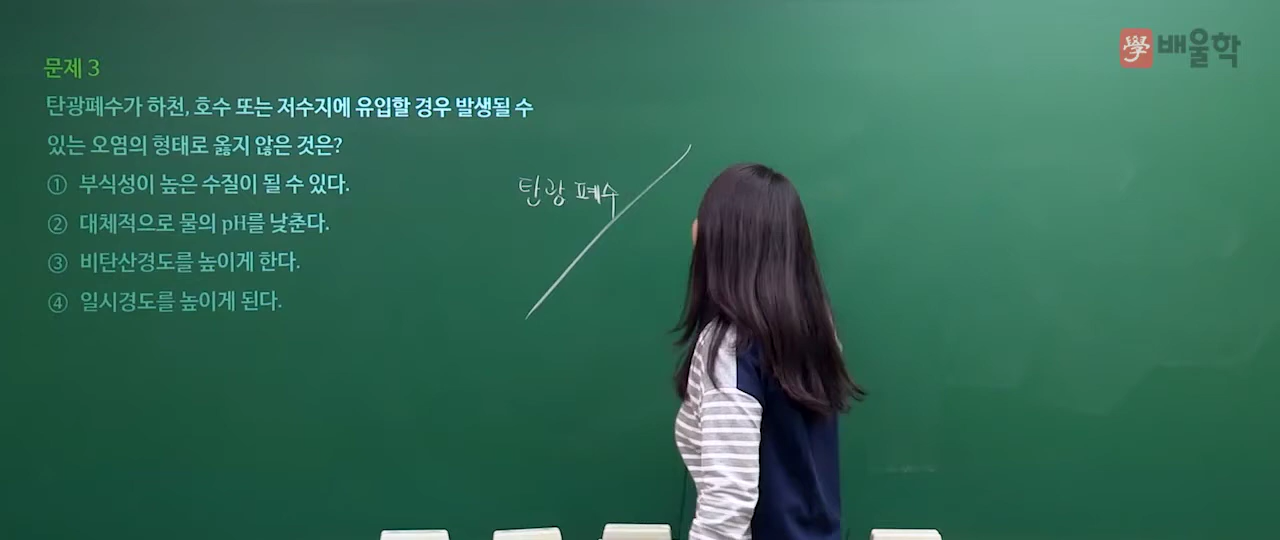 學배울학
문제 3
탄광폐수가 하천, 호수 또는 저수지에 유입할 경우 발생될 수
있는 오염의 형태로 옳지 않은 것은?
① 부식성이 높은 수질이 될 수 있다.
② 대체적으로 물의 pH를 낮춘다.
③ 비탄산경도를 높이게 한다.
④ 일시경도를 높이게 된다.
탄광 폐수